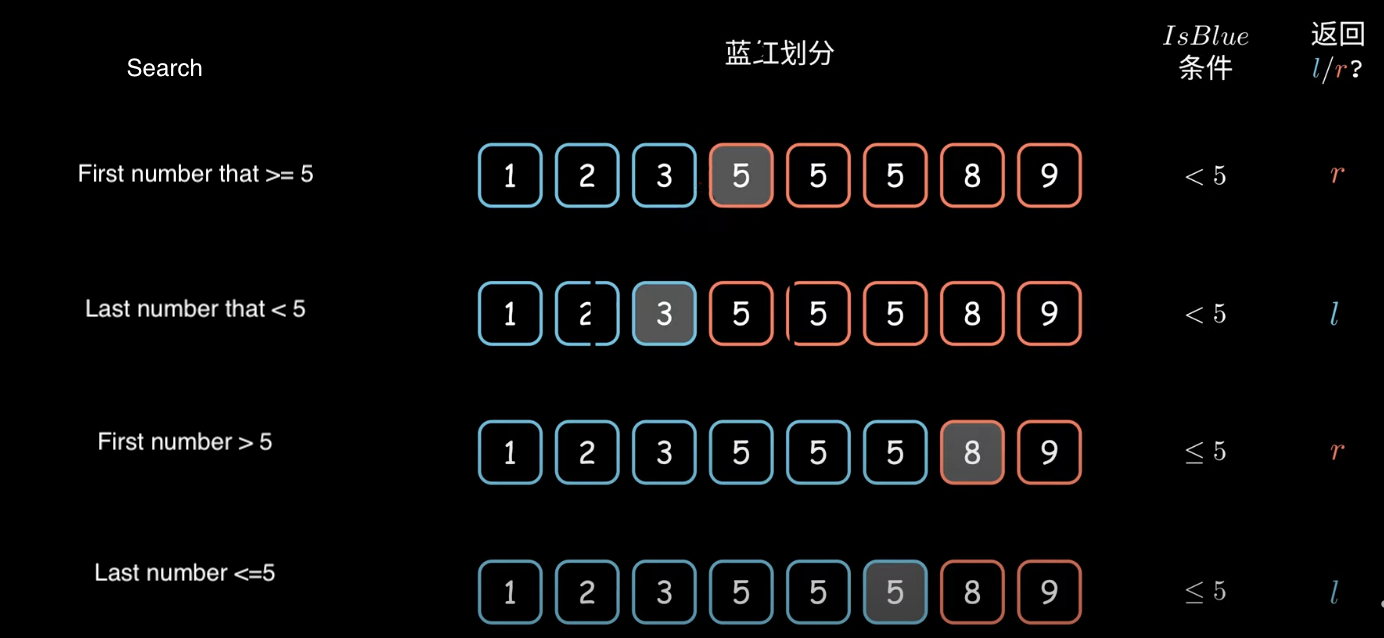 Search 蓝红划分 IsBlue 条件 返回 l/r?
First number that >= 5 1 2 3 5 5 5 8 9 < 5 r
Last number that < 5 1 2 3 5 5 5 8 9 < 5 l
First number > 5 1 2 3 5 5 5 8 9 ≤ 5 r
Last number <=5 1 2 3 5 5 5 8 9 ≤ 5 l